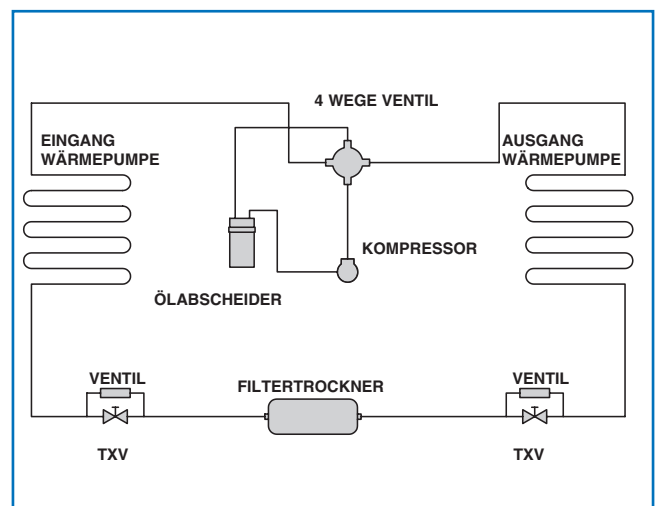 4 WEGE VENTIL
EINGANG
WÄRMEPUMPE
AUSGANG
WÄRMEPUMPE
KOMPRESSOR
ÖLABSCHEIDER
VENTIL
FILTERTROCKNER
VENTIL
TXV
TXV